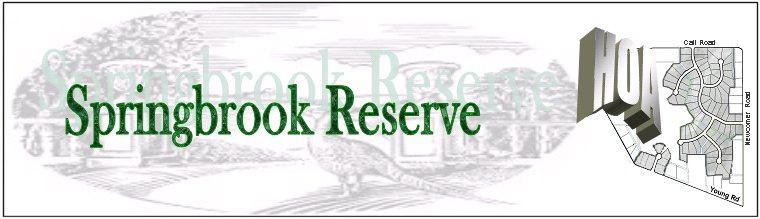 Springbrook Reserve
Springbrook Reserve
HOA
Call Road
Newcomer Road
Young Rd